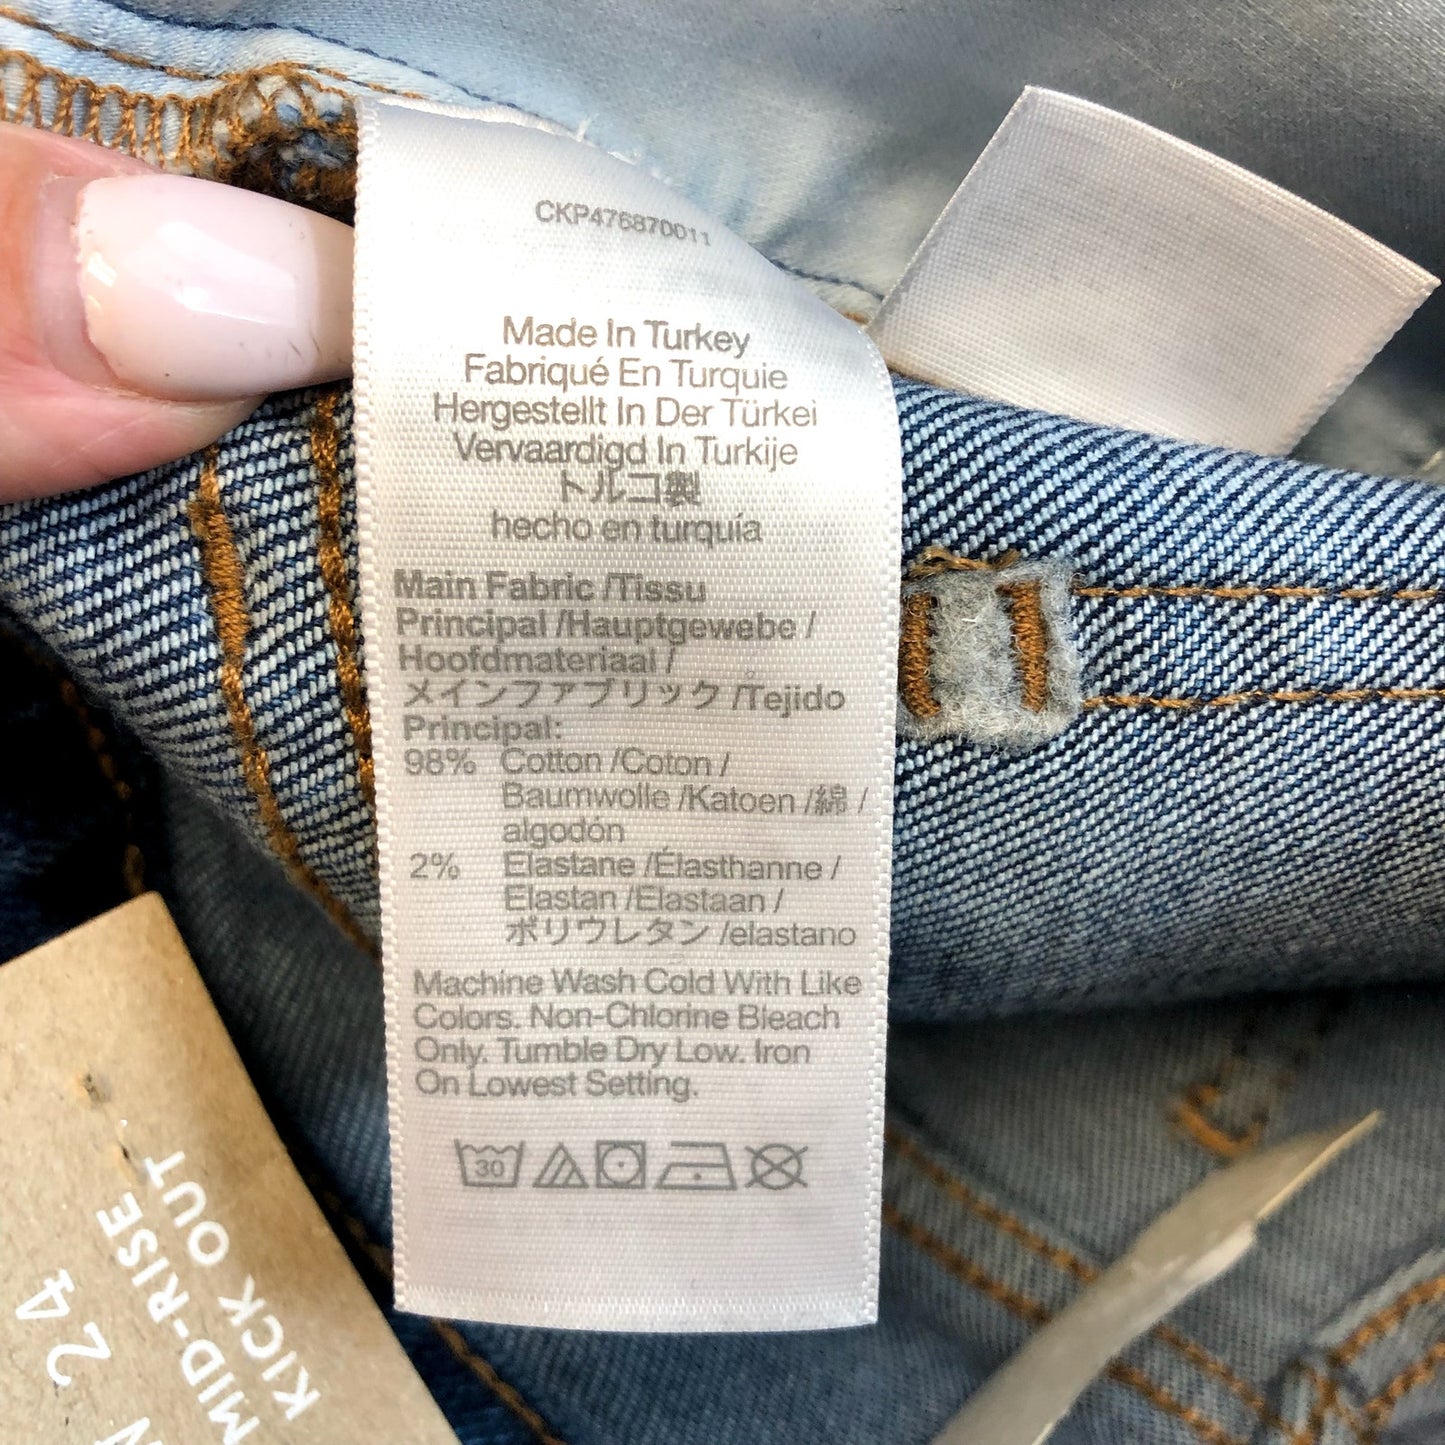 CKP476870011
Made In Turkey
Fabriqué En Turquie
Hergestellt In Der Türkei
Vervaardigd In Turkije
トルコ製
hecho en turquía
Main Fabric /Tissu
Principal /Hauptgewebe /
Hoofdmateriaal /
メインファブリック /Tejido
Principal:
98% Cotton /Coton /
Baumwolle /Katoen /綿 /
algodón
2% Elastane /Élasthanne /
Elastan /Elastaan /
ポリウレタン /elastano
Machine Wash Cold With Like
Colors. Non-Chlorine Bleach
Only. Tumble Dry Low. Iron
On Lowest Setting.
30
24
MID-RISE
KICK OUT